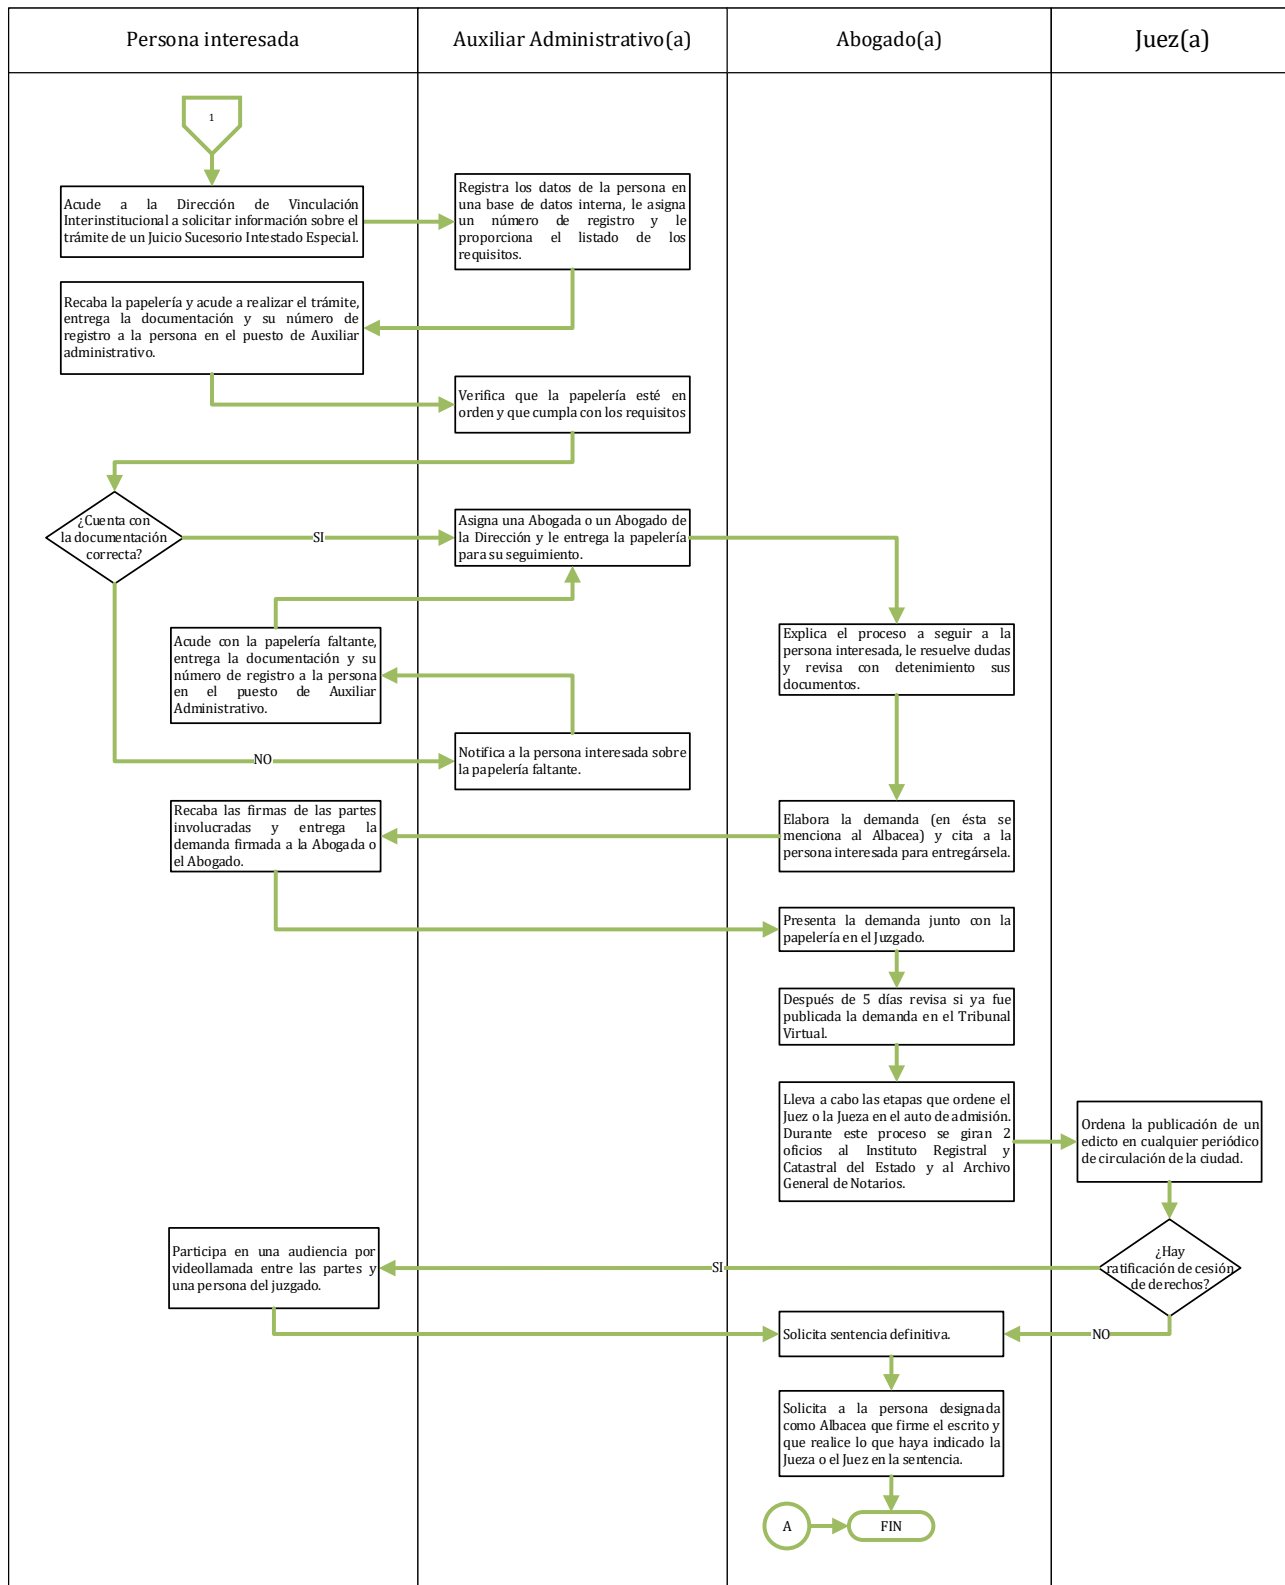 Persona interesada
Auxiliar Administrativo(a)
Abogado(a)
Juez(a)
1
Acude a la Dirección de Vinculación
Interinstitucional a solicitar información sobre el
trámite de un Juicio Sucesorio Intestado Especial.
Registra los datos de la persona en
una base de datos interna, le asigna
un número de registro y le
proporciona el listado de los
requisitos.
Recaba la papelería y acude a realizar el trámite,
entrega la documentación y su número de
registro a la persona en el puesto de Auxiliar
administrativo.
Verifica que la papelería esté en
orden y que cumpla con los requisitos
¿Cuenta con
la documentación
correcta?
SI
Asigna una Abogada o un Abogado de
la Dirección y le entrega la papelería
para su seguimiento.
Explica el proceso a seguir a la
persona interesada, le resuelve dudas
y revisa con detenimiento sus
documentos.
Acude con la papelería faltante,
entrega la documentación y su
número de registro a la persona
en el puesto de Auxiliar
Administrativo.
NO
Notifica a la persona interesada sobre
la papelería faltante.
Elabora la demanda (en ésta se
menciona al Albacea) y cita a la
persona interesada para entregársela.
Recaba las firmas de las partes
involucradas y entrega la
demanda firmada a la Abogada o
el Abogado.
Presenta la demanda junto con la
papelería en el Juzgado.
Después de 5 días revisa si ya fue
publicada la demanda en el Tribunal
Virtual.
Lleva a cabo las etapas que ordene el
Juez o la Jueza en el auto de admisión.
Durante este proceso se giran 2
oficios al Instituto Registral y
Catastral del Estado y al Archivo
General de Notarios.
Ordena la publicación de un
edicto en cualquier periódico
de circulación de la ciudad.
¿Hay
ratificación de cesión
de derechos?
SI
Participa en una audiencia por
videollamada entre las partes y
una persona del juzgado.
NO
Solicita sentencia definitiva.
Solicita a la persona designada
como Albacea que firme el escrito y
que realice lo que haya indicado la
Jueza o el Juez en la sentencia.
A
FIN